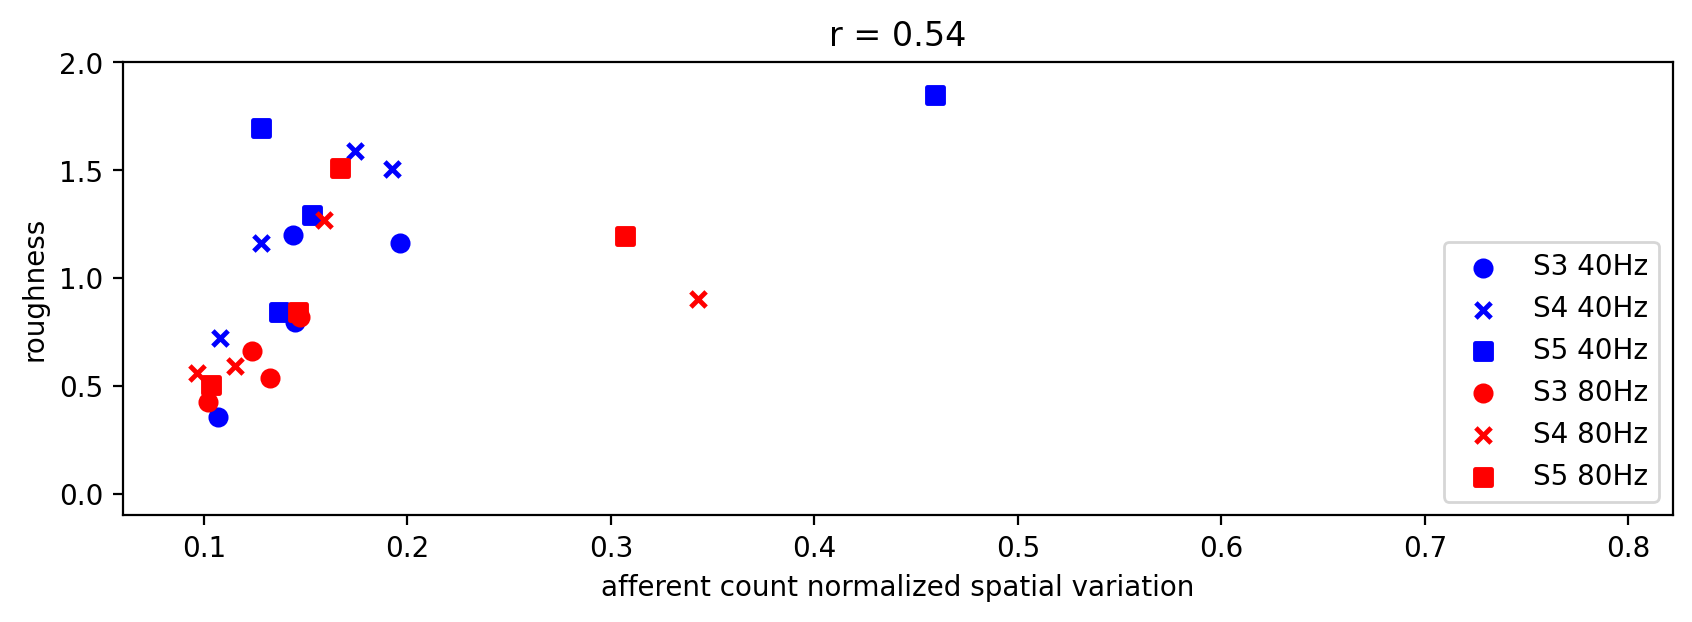 r = 0.54
2.0
1.5
1.0
0.5
0.0
roughness
0.1 0.2 0.3 0.4 0.5 0.6 0.7 0.8
afferent count normalized spatial variation
S3 40Hz
S4 40Hz
S5 40Hz
S3 80Hz
S4 80Hz
S5 80Hz